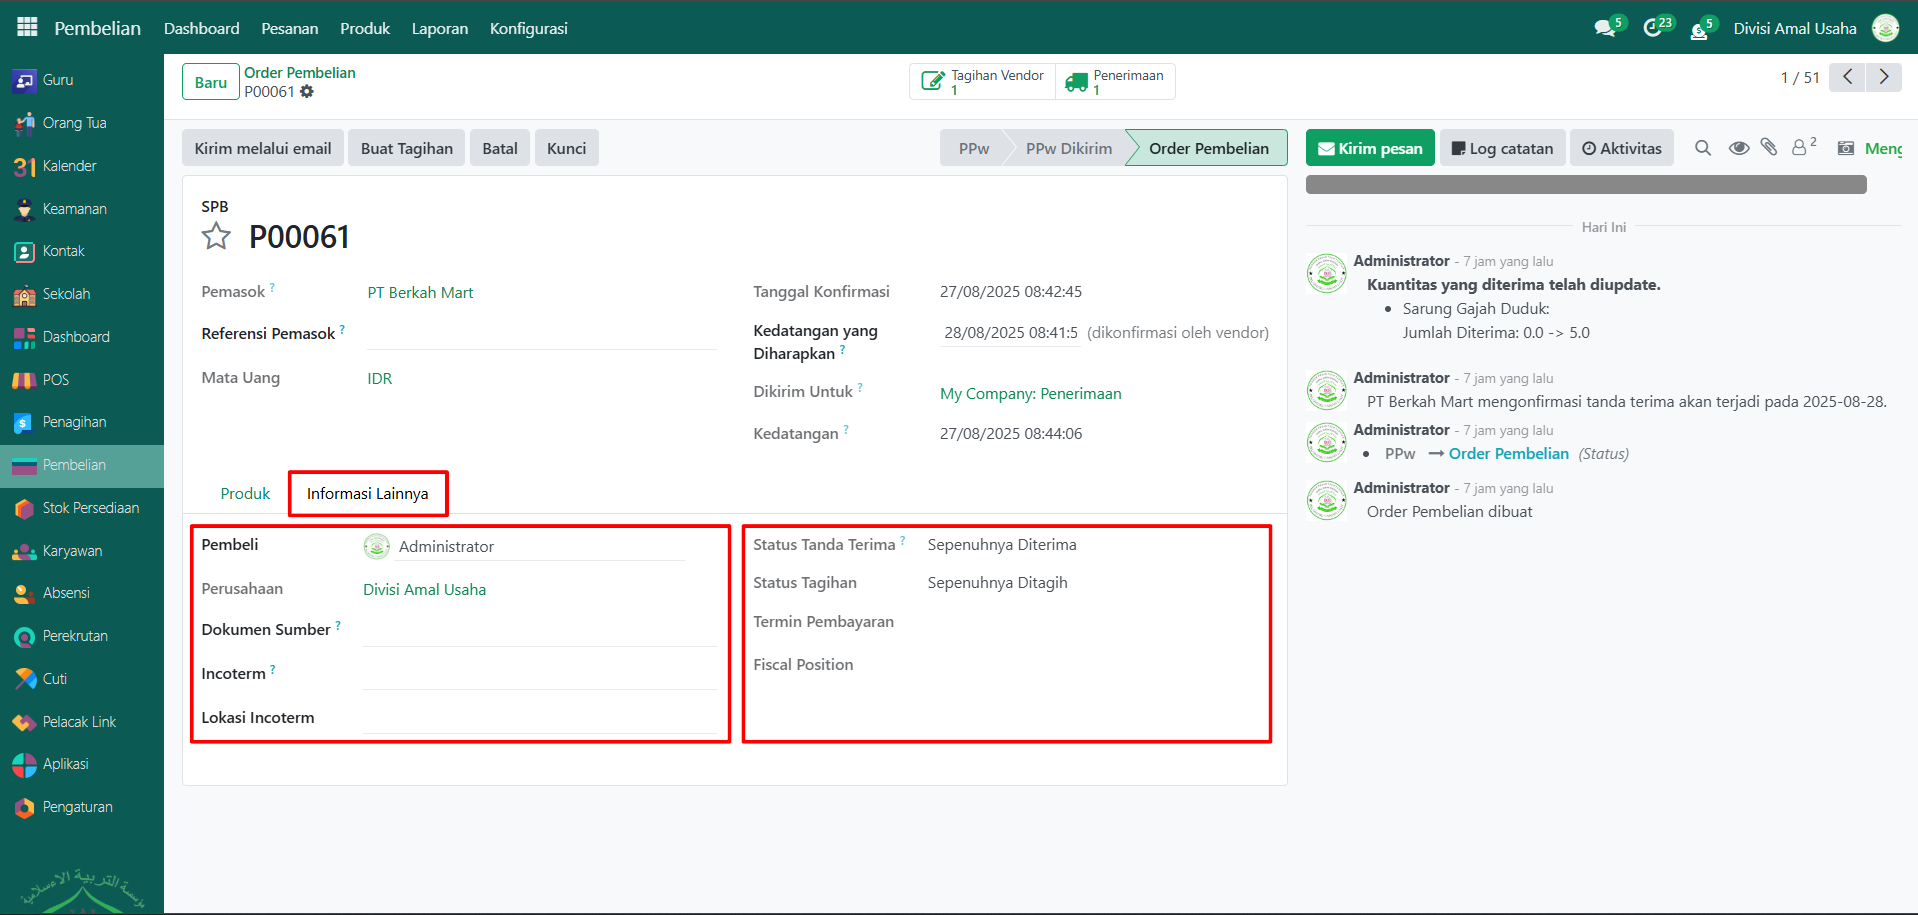 Pembelian
Dashboard
Pesanan
Produk
Laporan
Konfigurasi
5
23
5
Divisi Amal Usaha
Guru
Orang Tua
Kalender
Keamanan
Kontak
Sekolah
Dashboard
POS
Penagihan
Pembelian
Stok Persediaan
Karyawan
Absensi
Perekrutan
Cuti
Pelacak Link
Aplikasi
Pengaturan
Baru
Order Pembelian
P00061
Tagihan Vendor
1
Penerimaan
1
1 / 51
Kirim melalui email
Buat Tagihan
Batal
Kunci
PPw
PPw Dikirim
Order Pembelian
SPB
P00061
Pemasok ?
PT Berkah Mart
Referensi Pemasok ?
Mata Uang
IDR
Tanggal Konfirmasi
27/08/2025 08:42:45
Kedatangan yang
Diharapkan ?
28/08/2025 08:41:5 (dikonfirmasi oleh vendor)
Dikirim Untuk ?
My Company: Penerimaan
Kedatangan ?
27/08/2025 08:44:06
Produk
Informasi Lainnya
Pembeli
Administrator
Perusahaan
Divisi Amal Usaha
Dokumen Sumber ?
Incoterm ?
Lokasi Incoterm
Status Tanda Terima ?
Sepenuhnya Diterima
Status Tagihan
Sepenuhnya Ditagih
Termin Pembayaran
Fiscal Position
Kirim pesan
Log catatan
Aktivitas
2
Meng
Hari Ini
Administrator - 7 jam yang lalu
Kuantitas yang diterima telah diupdate.
• Sarung Gajah Duduk:
Jumlah Diterima: 0.0 -> 5.0
Administrator - 7 jam yang lalu
PT Berkah Mart mengonfirmasi tanda terima akan terjadi pada 2025-08-28.
Administrator - 7 jam yang lalu
• PPw → Order Pembelian (Status)
Administrator - 7 jam yang lalu
Order Pembelian dibuat
مؤسسة التربية الإسلامية